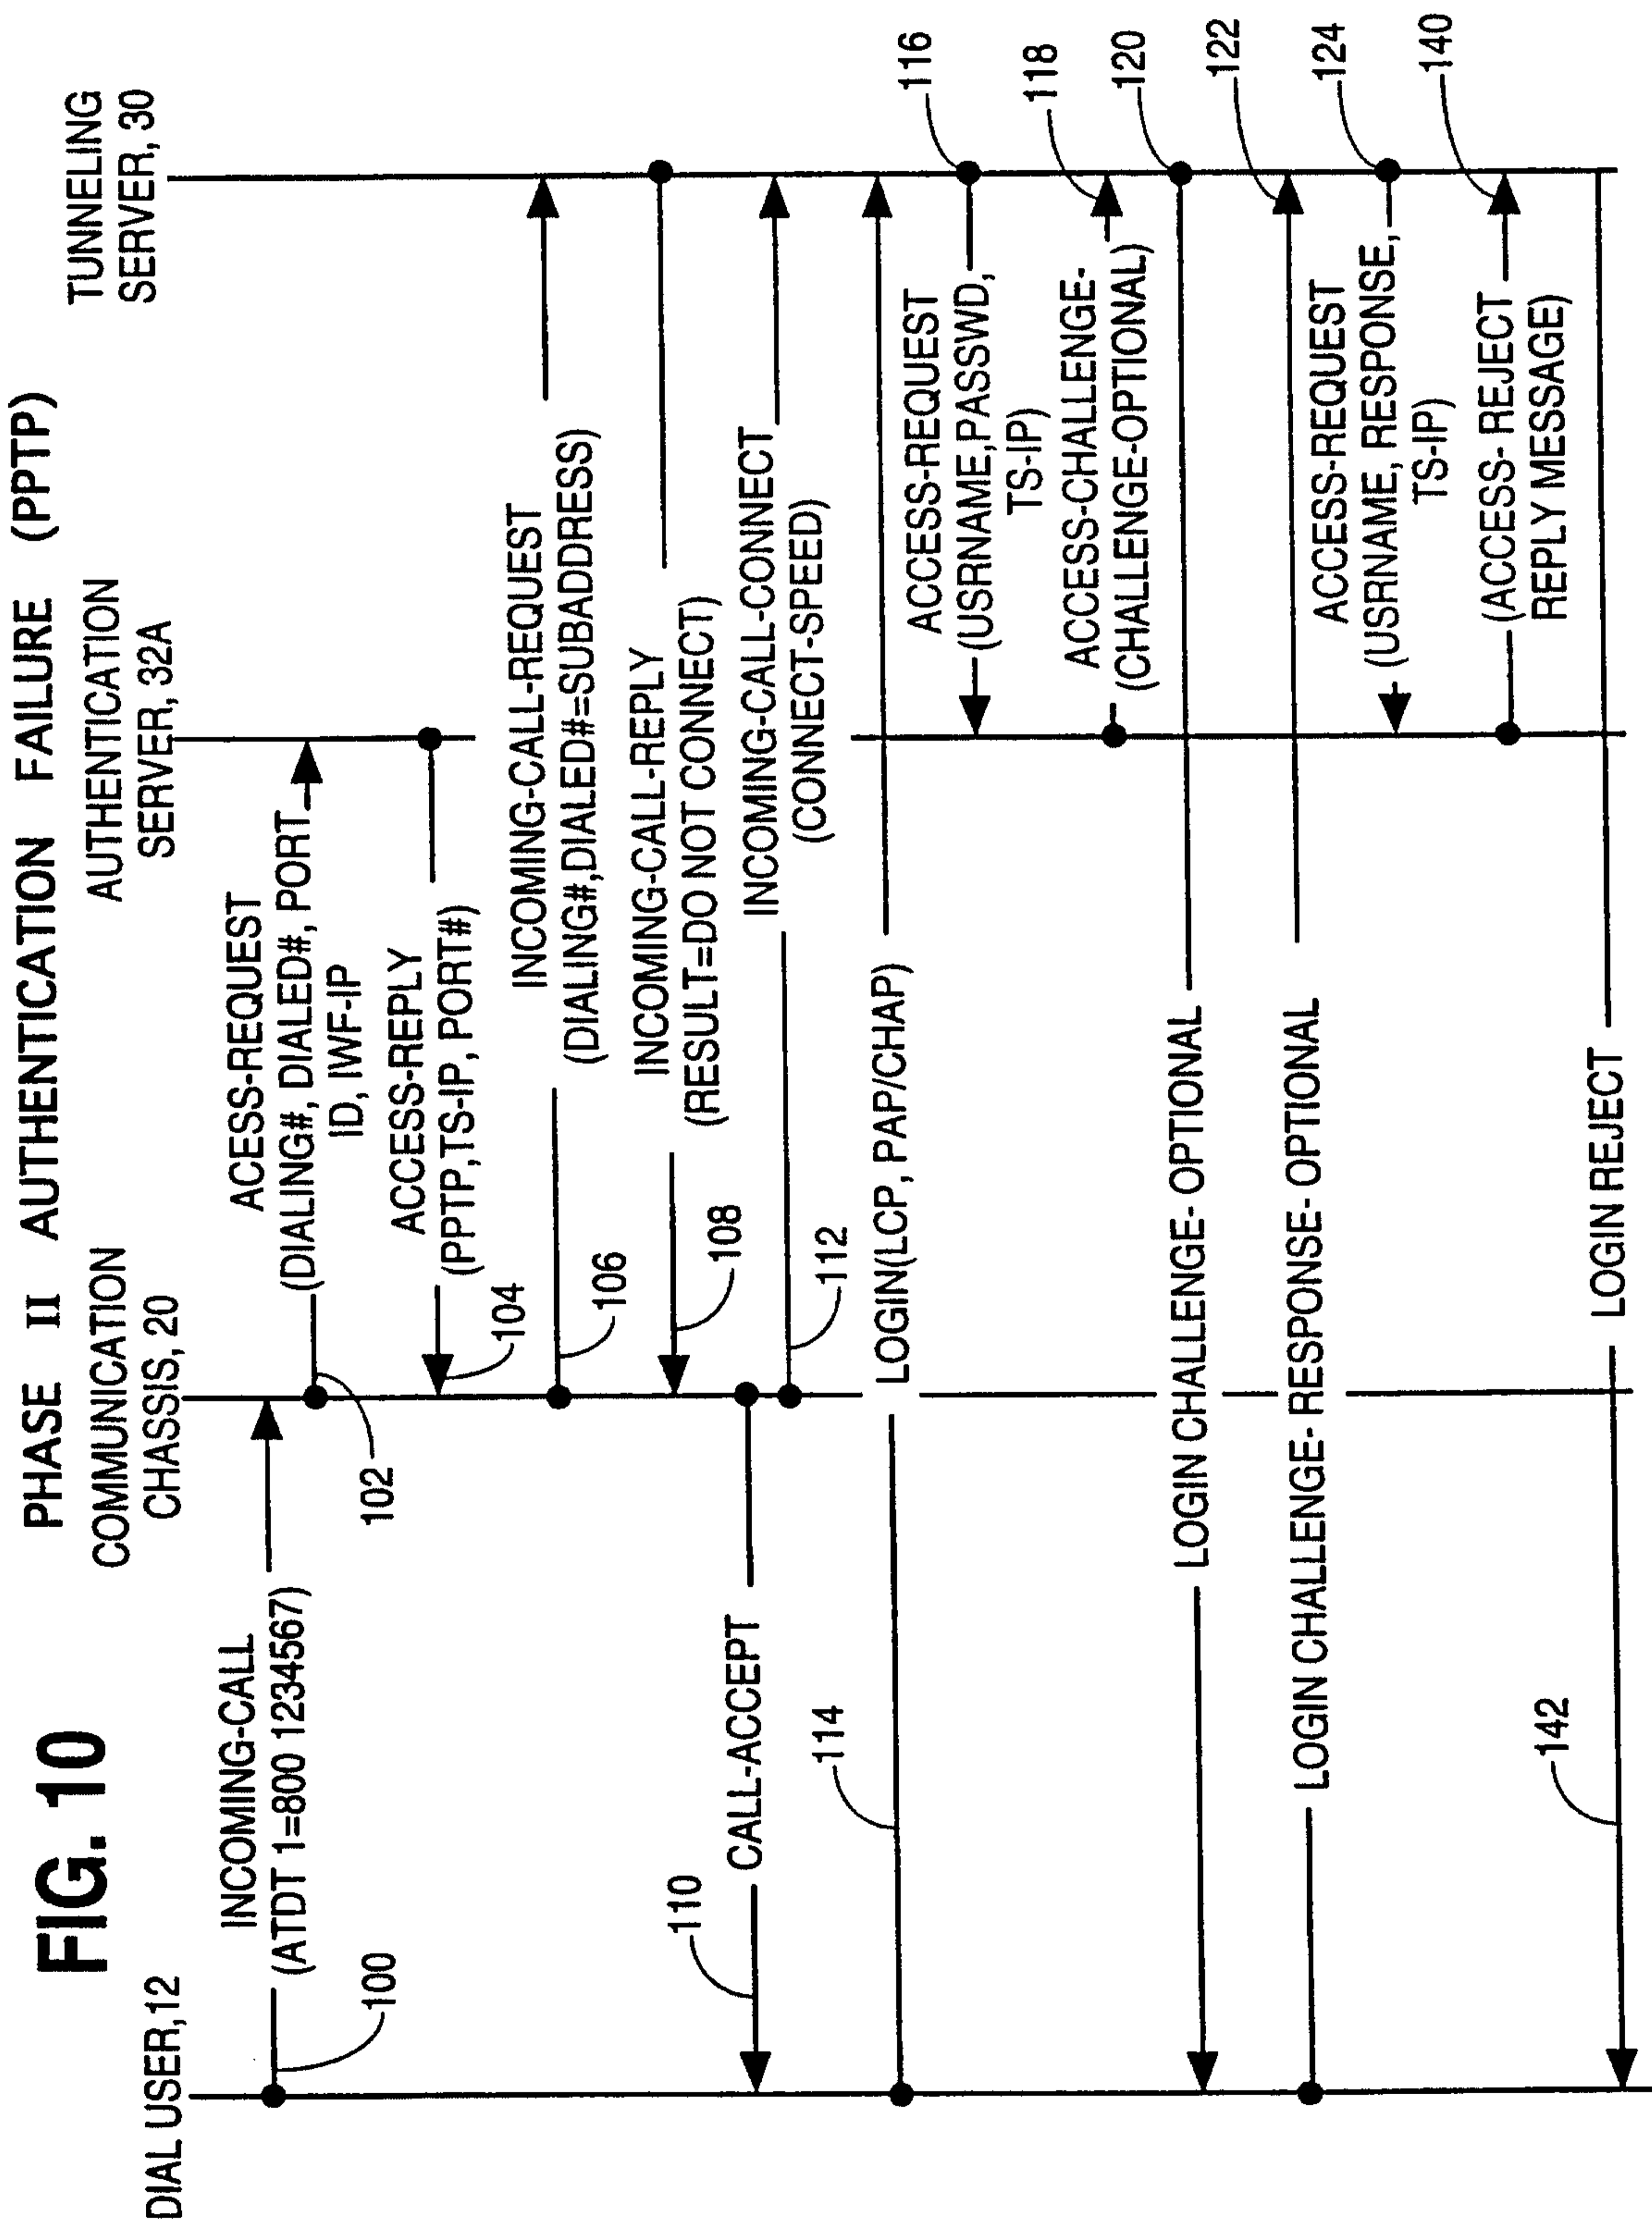 FIG. 10
PHASE II AUTHENTICATION FAILURE (PPTP)
DIAL USER,12
COMMUNICATION
CHASSIS, 20
AUTHENTICATION
SERVER, 32A
TUNNELING
SERVER, 30
INCOMING-CALL
(ATDT 1=800 1234567)
100
ACESS-REQUEST
(DIALING#, DIALED#, PORT
ID, IWF-IP
102
ACCESS-REPLY
(PPTP,TS-IP, PORT#)
104
INCOMING-CALL-REQUEST
(DIALING#,DIALED#=SUBADDRESS)
106
INCOMING-CALL-REPLY
(RESULT=DO NOT CONNECT)
108
110
CALL-ACCEPT
INCOMING-CALL-CONNECT
(CONNECT-SPEED)
112
114
LOGIN(LCP, PAP/CHAP)
ACCESS-REQUEST
(USRNAME,PASSWD,
TS-IP)
116
ACCESS-CHALLENGE-
(CHALLENGE-OPTIONAL)
118
LOGIN CHALLENGE- OPTIONAL
120
LOGIN CHALLENGE- RESPONSE- OPTIONAL
122
ACCESS-REQUEST
(USRNAME, RESPONSE,
TS-IP)
124
(ACCESS- REJECT
REPLY MESSAGE)
140
LOGIN REJECT
142